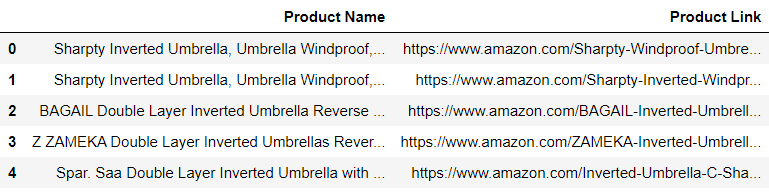 Product Name Product Link
0 Sharpty Inverted Umbrella, Umbrella Windproof,... https://www.amazon.com/Sharpty-Windproof-Umbre...
1 Sharpty Inverted Umbrella, Umbrella Windproof,... https://www.amazon.com/Sharpty-Inverted-Windpr...
2 BAGAIL Double Layer Inverted Umbrella Reverse ... https://www.amazon.com/BAGAIL-Inverted-Umbrell...
3 Z ZAMEKA Double Layer Inverted Umbrellas Rever... https://www.amazon.com/ZAMEKA-Inverted-Umbrell...
4 Spar. Saa Double Layer Inverted Umbrella with ... https://www.amazon.com/Inverted-Umbrella-C-Sha...